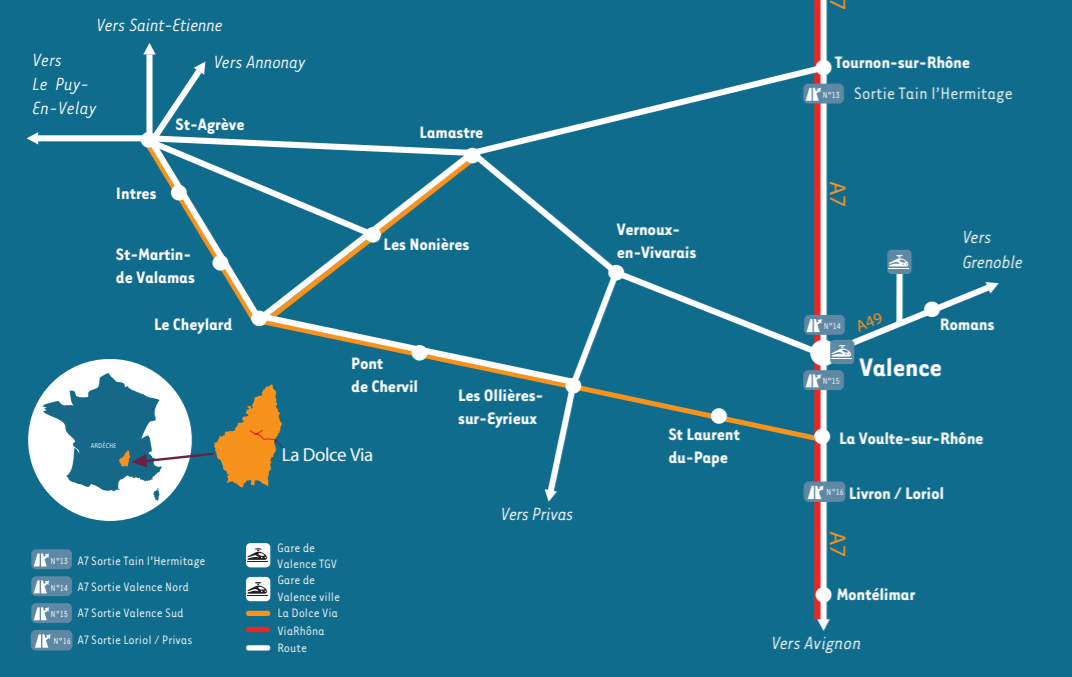 Vers Saint-Etienne
Vers
Le Puy-
En-Velay
Vers Annonay
A7
Tournon-sur-Rhône
N°13
Sortie Tain l'Hermitage
St-Agrève
Lamastre
Intres
A7
Les Nonières
Vernoux-
en-Vivarais
Vers
Grenoble
St-Martin-
de Valamas
Le Cheylard
N°14
A49
Romans
Valence
N°15
Pont
de Chervil
Les Ollières-
sur-Eyrieux
St Laurent
du-Pape
La Voulte-sur-Rhône
ARDÈCHE
La Dolce Via
N°16
Livron / Loriol
Vers Privas
A7
Montélimar
Vers Avignon
N°13 A7 Sortie Tain l'Hermitage
N°14 A7 Sortie Valence Nord
N°15 A7 Sortie Valence Sud
N°16 A7 Sortie Loriol / Privas
Gare de
Valence TGV
Gare de
Valence ville
La Dolce Via
ViaRhôna
Route